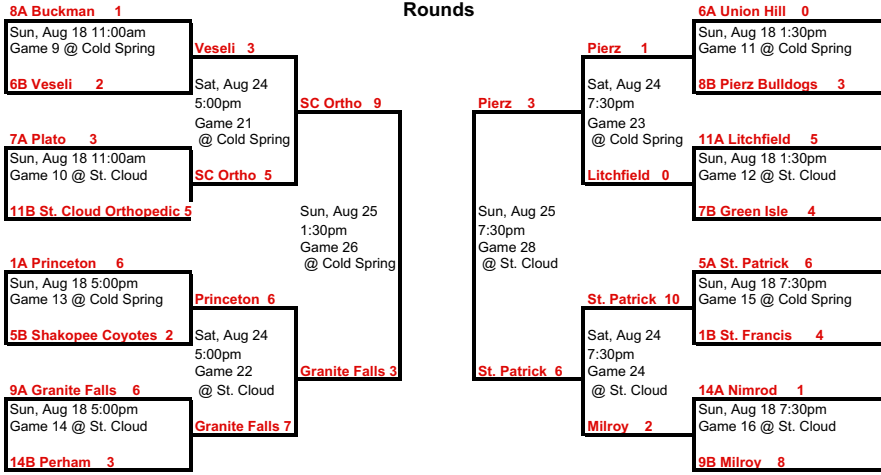 Rounds
8A Buckman 1
Sun, Aug 18 11:00am
Game 9 @ Cold Spring
6B Veseli 2
7A Plato 3
Sun, Aug 18 11:00am
Game 10 @ St. Cloud
11B St. Cloud Orthopedic 5
1A Princeton 6
Sun, Aug 18 5:00pm
Game 13 @ Cold Spring
5B Shakopee Coyotes 2
9A Granite Falls 6
Sun, Aug 18 5:00pm
Game 14 @ St. Cloud
14B Perham 3
Veseli 3
Sat, Aug 24
5:00pm
Game 21
@ Cold Spring
SC Ortho 5
Princeton 6
Sat, Aug 24
5:00pm
Game 22
@ St. Cloud
Granite Falls 7
SC Ortho 9
Sun, Aug 25
1:30pm
Game 26
@ Cold Spring
Granite Falls 3
Pierz 3
Sun, Aug 25
7:30pm
Game 28
@ St. Cloud
St. Patrick 6
Pierz 1
Sat, Aug 24
7:30pm
Game 23
@ Cold Spring
Litchfield 0
St. Patrick 10
Sat, Aug 24
7:30pm
Game 24
@ St. Cloud
Milroy 2
6A Union Hill 0
Sun, Aug 18 1:30pm
Game 11 @ Cold Spring
8B Pierz Bulldogs 3
11A Litchfield 5
Sun, Aug 18 1:30pm
Game 12 @ St. Cloud
7B Green Isle 4
5A St. Patrick 6
Sun, Aug 18 7:30pm
Game 15 @ Cold Spring
1B St. Francis 4
14A Nimrod 1
Sun, Aug 18 7:30pm
Game 16 @ St. Cloud
9B Milroy 8